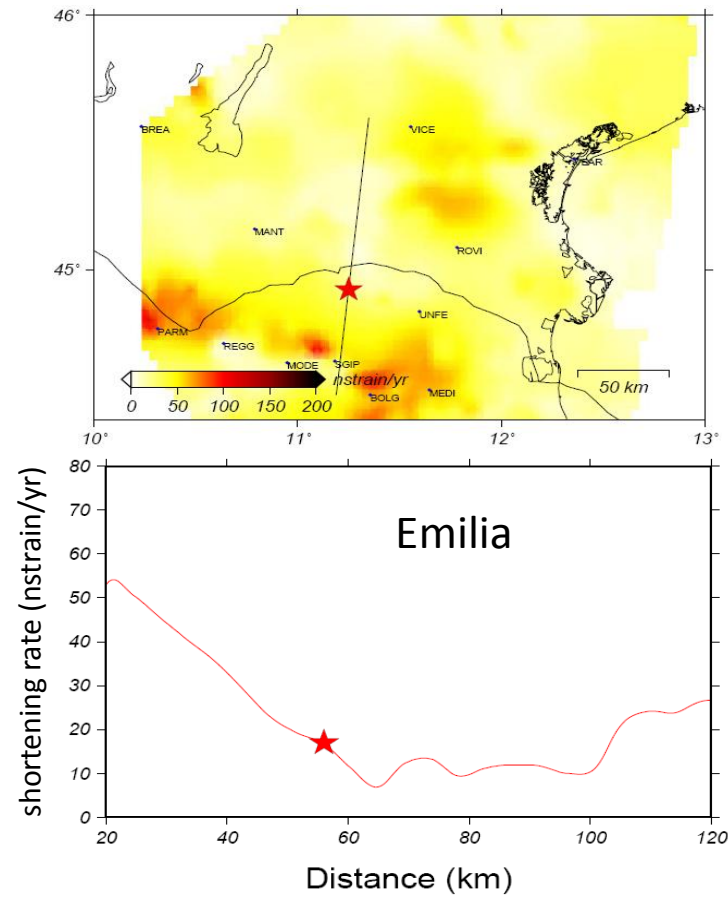 46°
BREA
VICE
MANT
ROVI
45°
UNFE
PARM
REGG
MODE
SGIP
nstrain/yr
BOLG
MEDI
50 km
0 50 100 150 200
10° 11° 12° 13°
80
70
60
50
40
30
20
10
0
shortening rate (nstrain/yr)
Emilia
20 40 60 80 100 120
Distance (km)